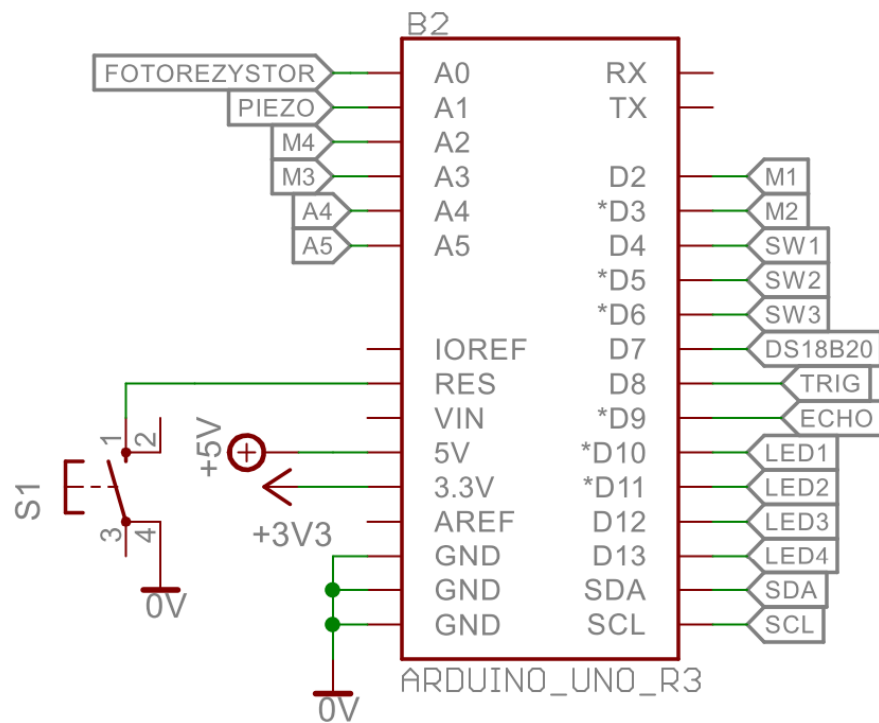 B2
FOTOREZYSTOR A0 RX
PIEZO A1 TX
M4 A2
M3 A3 D2 M1
A4 A4 *D3 M2
A5 A5 D4 SW1
*D5 SW2
*D6 SW3
IOREF D7 DS18B20
RES D8 TRIG
VIN *D9 ECHO
1 2
+5V 5V *D10 LED1
S1
3.3V *D11 LED2
+3V3 AREF D12 LED3
3 4
GND D13 LED4
GND SDA SDA
0V
GND SCL SCL
ARDUINO_UNO_R3
0V